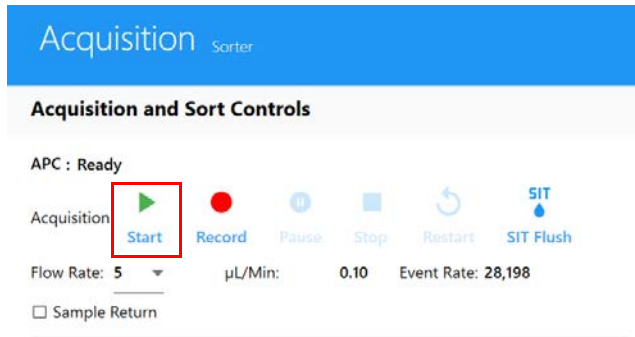 Acquisition Sorter
Acquisition and Sort Controls
APC : Ready
SIT
Acquisition
Start Record Pause Stop Restart SIT Flush
Flow Rate: 5 µL/Min: 0.10 Event Rate: 28,198
Sample Return